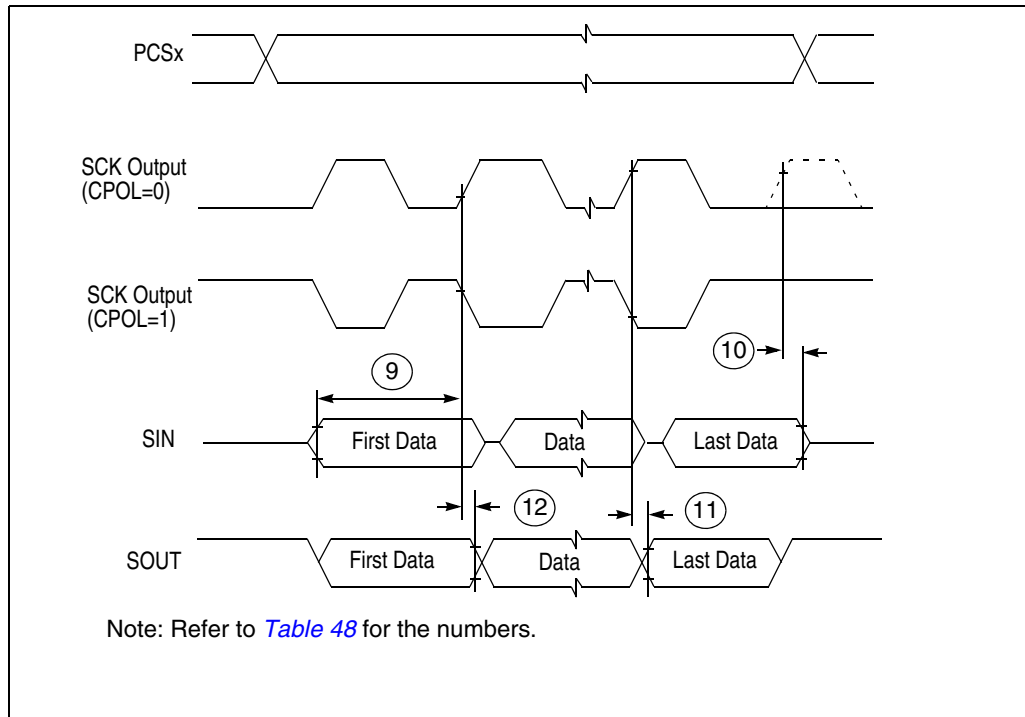 PCSx
SCK Output
(CPOL=0)
SCK Output
(CPOL=1)
10
9
SIN
First Data
Data
Last Data
12
11
SOUT
First Data
Data
Last Data
Note: Refer to Table 48 for the numbers.